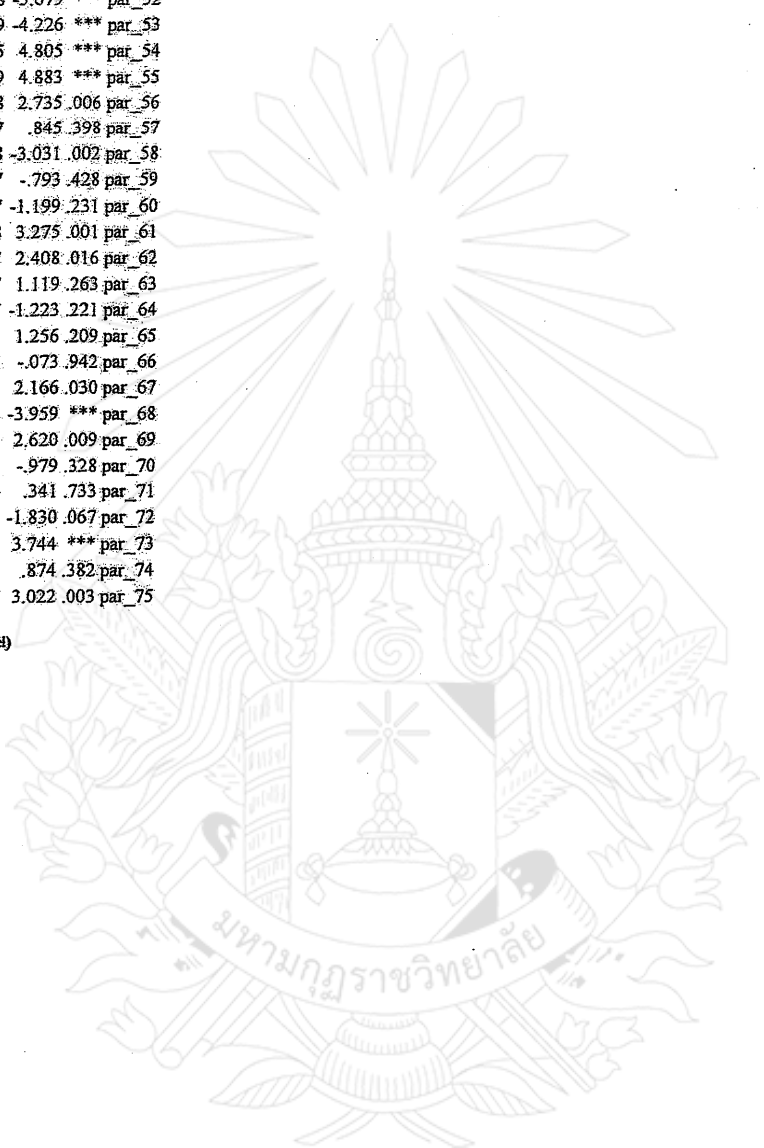 -4.226 *** par_53
4.805 *** par_54
4.883 *** par_55
2.735 .006 par_56
.845 .398 par_57
-3.031 .002 par_58
-.793 .428 par_59
-1.199 .231 par_60
3.275 .001 par_61
2.408 .016 par_62
1.119 .263 par_63
-1.223 .221 par_64
1.256 .209 par_65
-.073 .942 par_66
2.166 .030 par_67
-3.959 *** par_68
2.620 .009 par_69
-.979 .328 par_70
.341 .733 par_71
-1.830 .067 par_72
3.744 *** par_73
.874 .382 par_74
3.022 .003 par_75
มหามกุฏราชวิทยาลัย